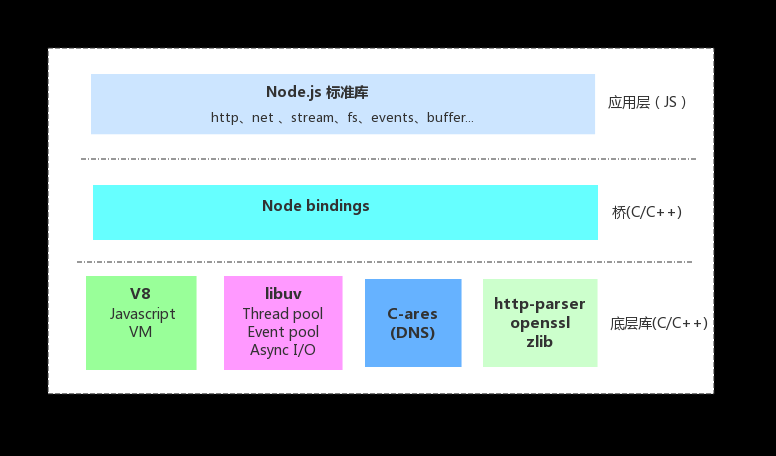 Node.js 标准库
http、net 、stream、fs、events、buffer...
应用层（JS）
Node bindings
桥(C/C++)
V8
Javascript
VM
libuv
Thread pool
Event pool
Async I/O
C-ares
(DNS)
http-parser
openssl
zlib
底层库(C/C++)